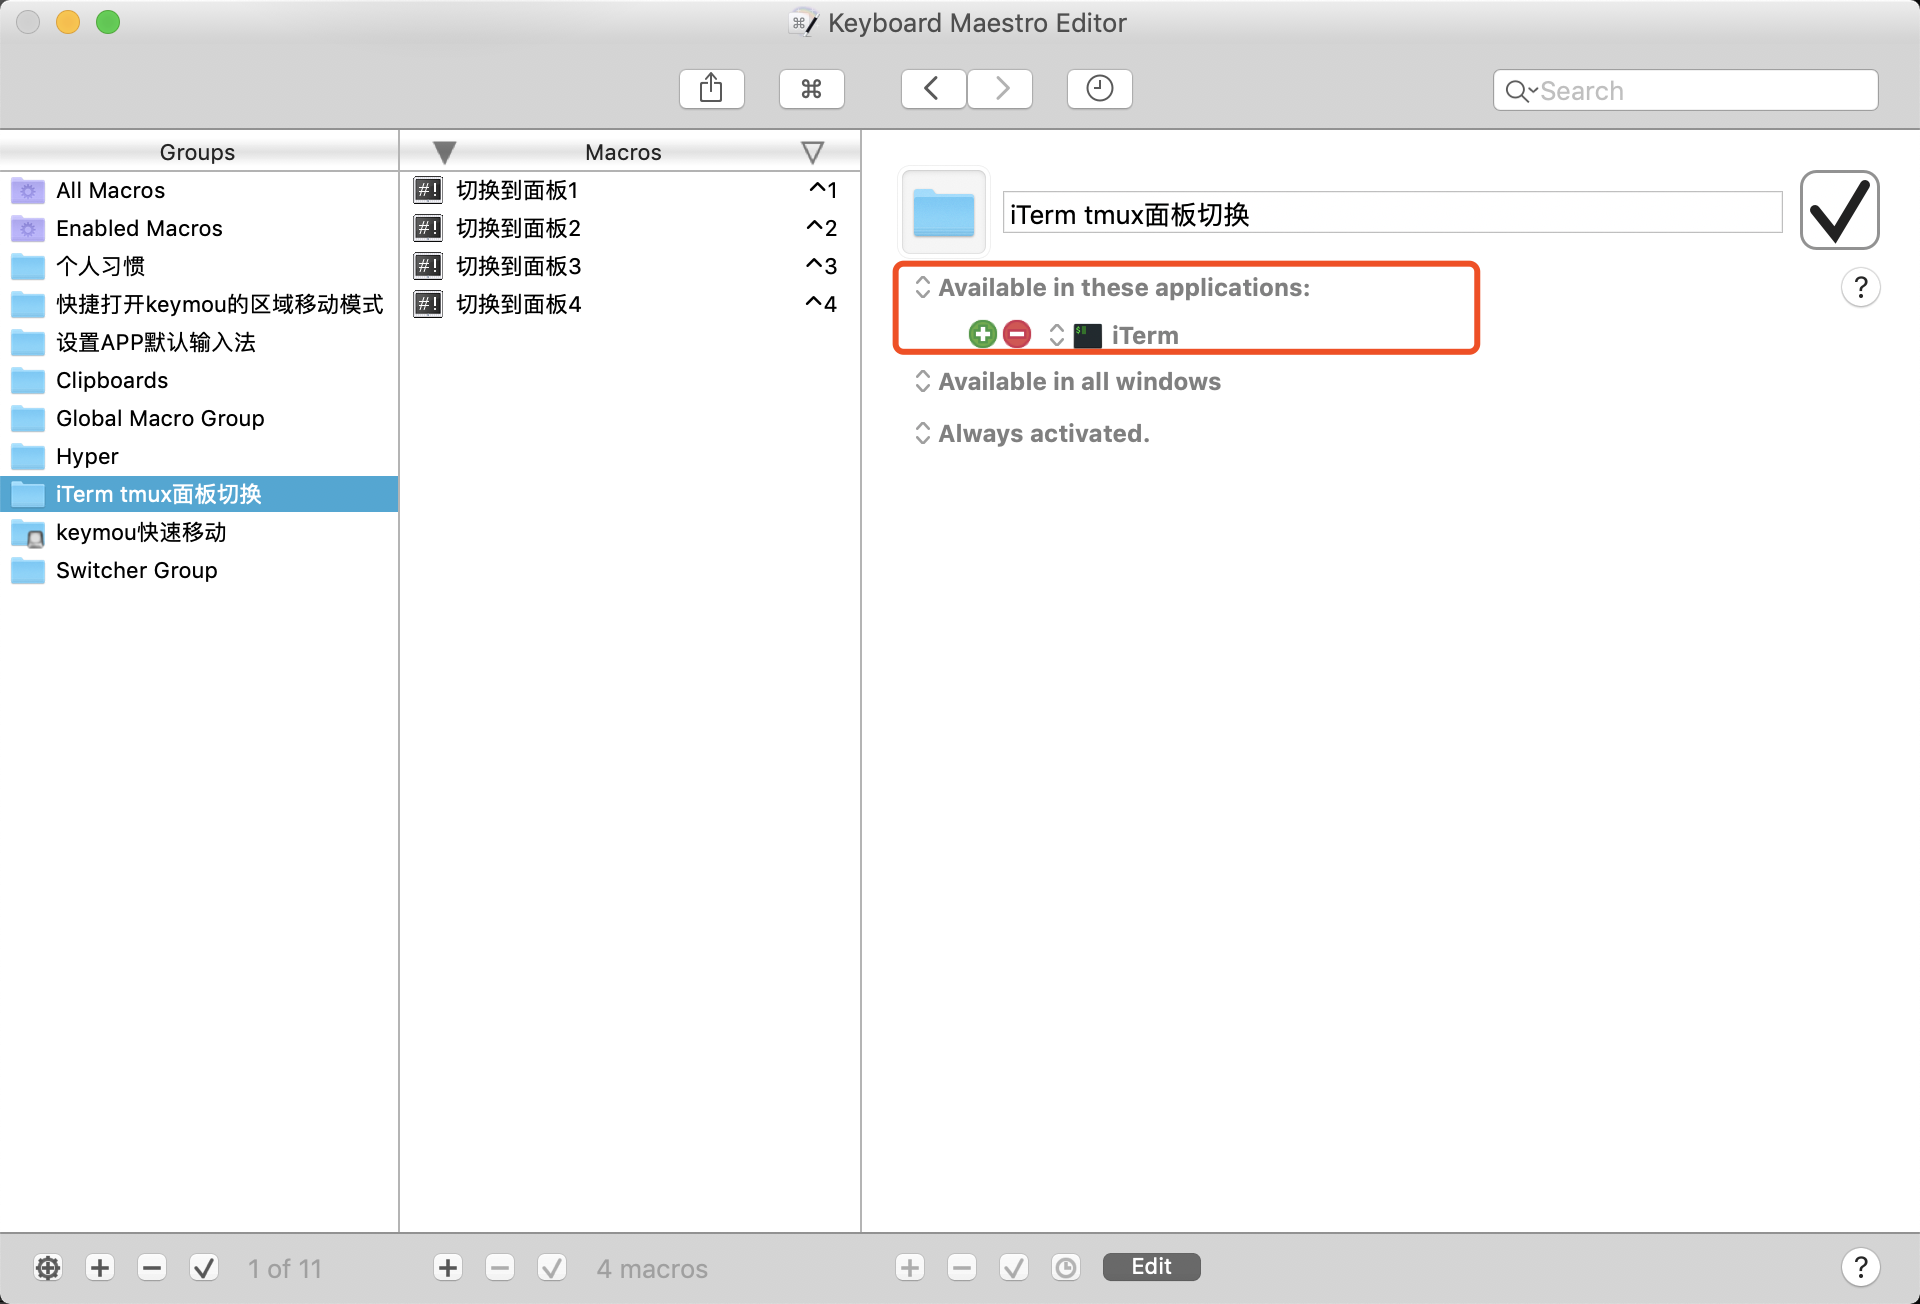 Keyboard Maestro Editor
Search
Groups
All Macros
Enabled Macros
个人习惯
快捷打开keymou的区域移动模式
设置APP默认输入法
Clipboards
Global Macro Group
Hyper
iTerm tmux面板切换
keymou快速移动
Switcher Group
1 of 11
Macros
切换到面板1 ^1
切换到面板2 ^2
切换到面板3 ^3
切换到面板4 ^4
4 macros
iTerm tmux面板切换
Available in these applications:
iTerm
Available in all windows
Always activated.
?
Edit
?